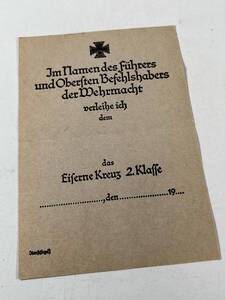 Im Namen des Führers
und Obersten Befehlshabers
der Wehrmacht
verleihe ich
dem
das
Eiserne Kreuz 2. Klasse
........................, den .................... 19....
(Dienstsiegel)